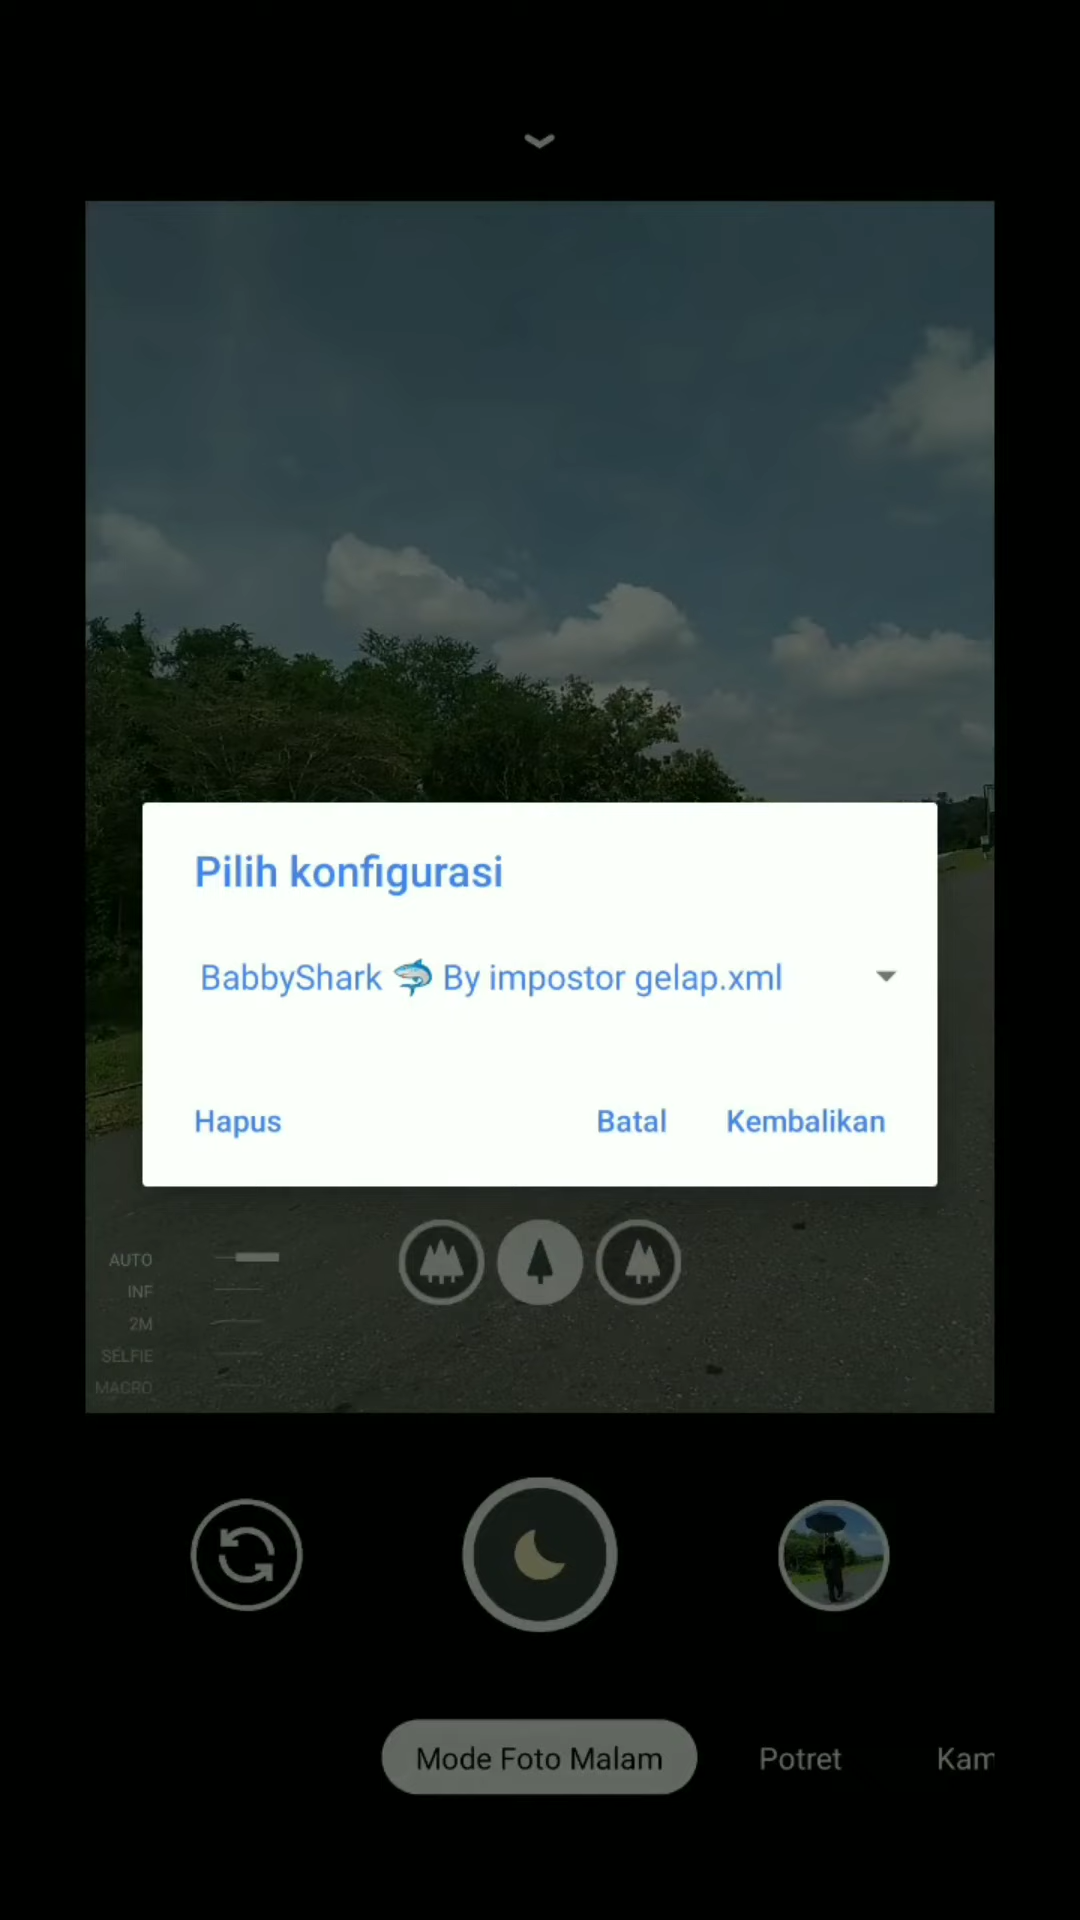 Pilih konfigurasi
BabbyShark 🦈 By impostor gelap.xml
Hapus Batal Kembalikan
AUTO
INF
2M
SELFIE
MACRO
Mode Foto Malam Potret Kam